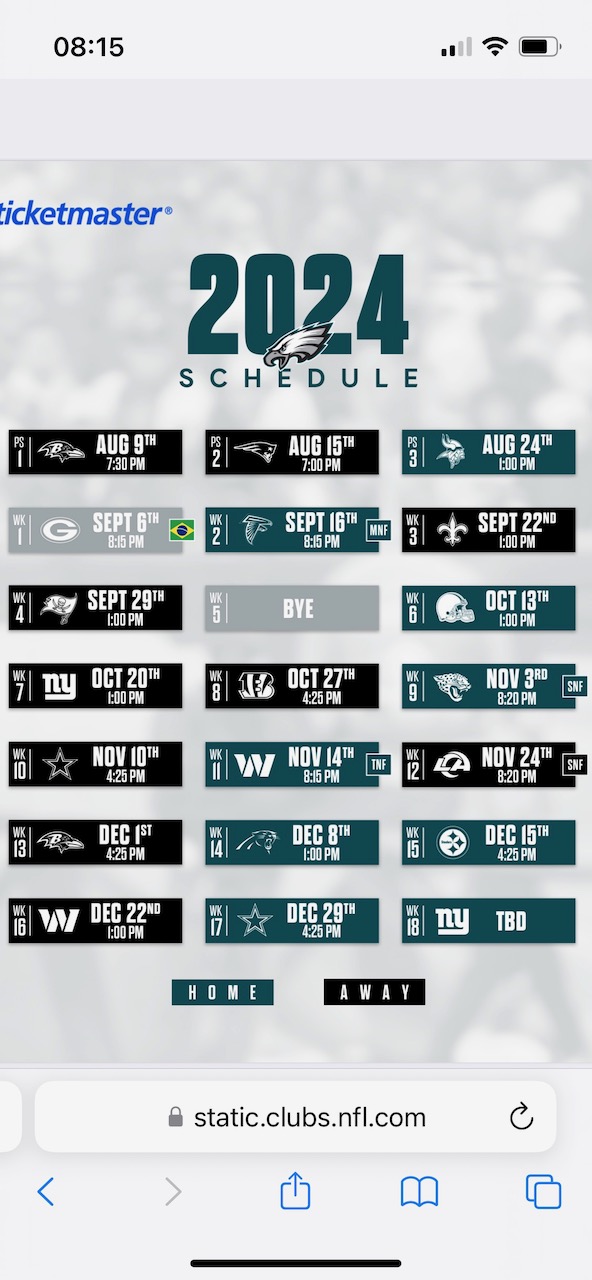 08:15
ticketmaster®
2024
SCHEDULE
PS 1 AUG 9TH 7:30 PM
PS 2 AUG 15TH 7:00 PM
PS 3 AUG 24TH 1:00 PM
WK 1 G SEPT 6TH 8:15 PM
WK 2 SEPT 16TH 8:15 PM MNF
WK 3 SEPT 22ND 1:00 PM
WK 4 SEPT 29TH 1:00 PM
WK 5 BYE
WK 6 OCT 13TH 1:00 PM
WK 7 ny OCT 20TH 1:00 PM
WK 8 B OCT 27TH 4:25 PM
WK 9 NOV 3RD 8:20 PM SNF
WK 10 NOV 10TH 4:25 PM
WK 11 W NOV 14TH 8:15 PM TNF
WK 12 LA NOV 24TH 8:20 PM SNF
WK 13 B DEC 1ST 4:25 PM
WK 14 DEC 8TH 1:00 PM
WK 15 DEC 15TH 4:25 PM
WK 16 W DEC 22ND 1:00 PM
WK 17 DEC 29TH 4:25 PM
WK 18 ny TBD
HOME AWAY
static.clubs.nfl.com